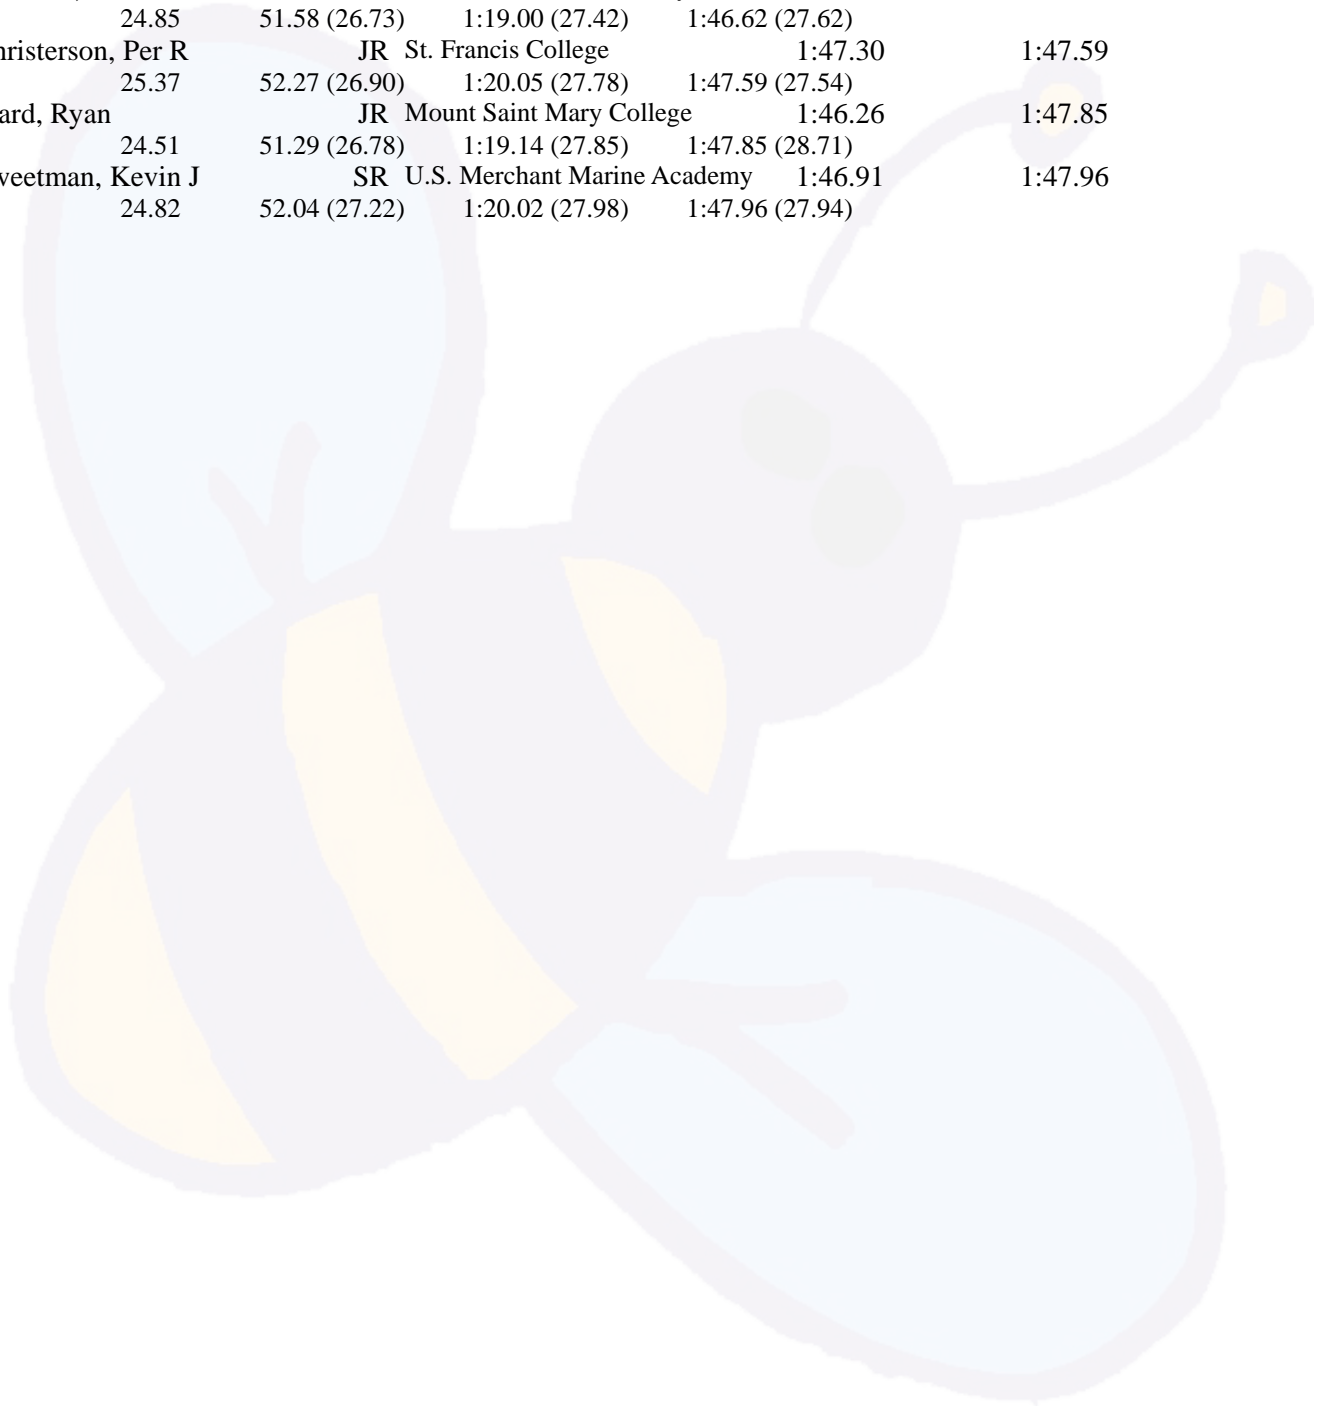 24.85 51.58 (26.73) 1:19.00 (27.42) 1:46.62 (27.62)
hristerson, Per R JR St. Francis College 1:47.30 1:47.59
25.37 52.27 (26.90) 1:20.05 (27.78) 1:47.59 (27.54)
ard, Ryan JR Mount Saint Mary College 1:46.26 1:47.85
24.51 51.29 (26.78) 1:19.14 (27.85) 1:47.85 (28.71)
weetman, Kevin J SR U.S. Merchant Marine Academy 1:46.91 1:47.96
24.82 52.04 (27.22) 1:20.02 (27.98) 1:47.96 (27.94)